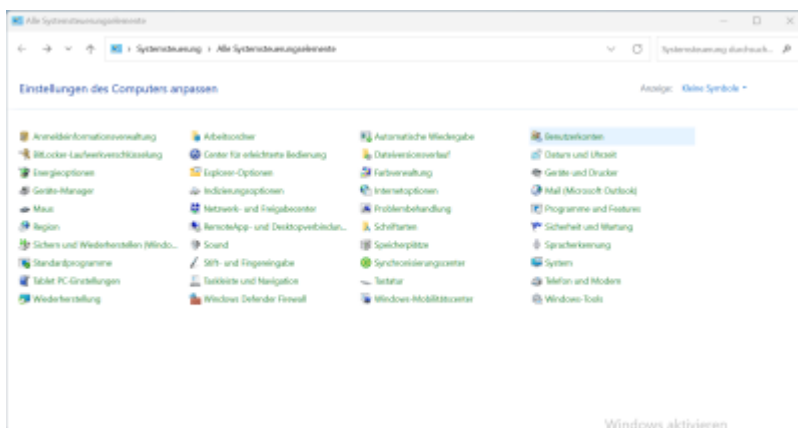 Alle Systemsteuerungselemente
Systemsteuerung › Alle Systemsteuerungselemente
Systemsteuerung durchsuch...
Einstellungen des Computers anpassen
Anzeige: Kleine Symbole
Anmeldeinformationsverwaltung Arbeitsordner Automatische Wiedergabe Benutzerkonten
BitLocker-Laufwerkverschlüsselung Center für erleichterte Bedienung Dateiversionsverlauf Datum und Uhrzeit
Energieoptionen Explorer-Optionen Farbverwaltung Geräte und Drucker
Geräte-Manager Indizierungsoptionen Internetoptionen Mail (Microsoft Outlook)
Maus Netzwerk- und Freigabecenter Problembehandlung Programme und Features
Region RemoteApp- und Desktopverbindun... Schriftarten Sicherheit und Wartung
Sichern und Wiederherstellen (Windo... Sound Speicherplätze Spracherkennung
Standardprogramme Stift- und Fingereingabe Synchronisierungscenter System
Tablet PC-Einstellungen Taskleiste und Navigation Tastatur Telefon und Modem
Wiederherstellung Windows Defender Firewall Windows-Mobilitätscenter Windows-Tools
Windows aktivieren